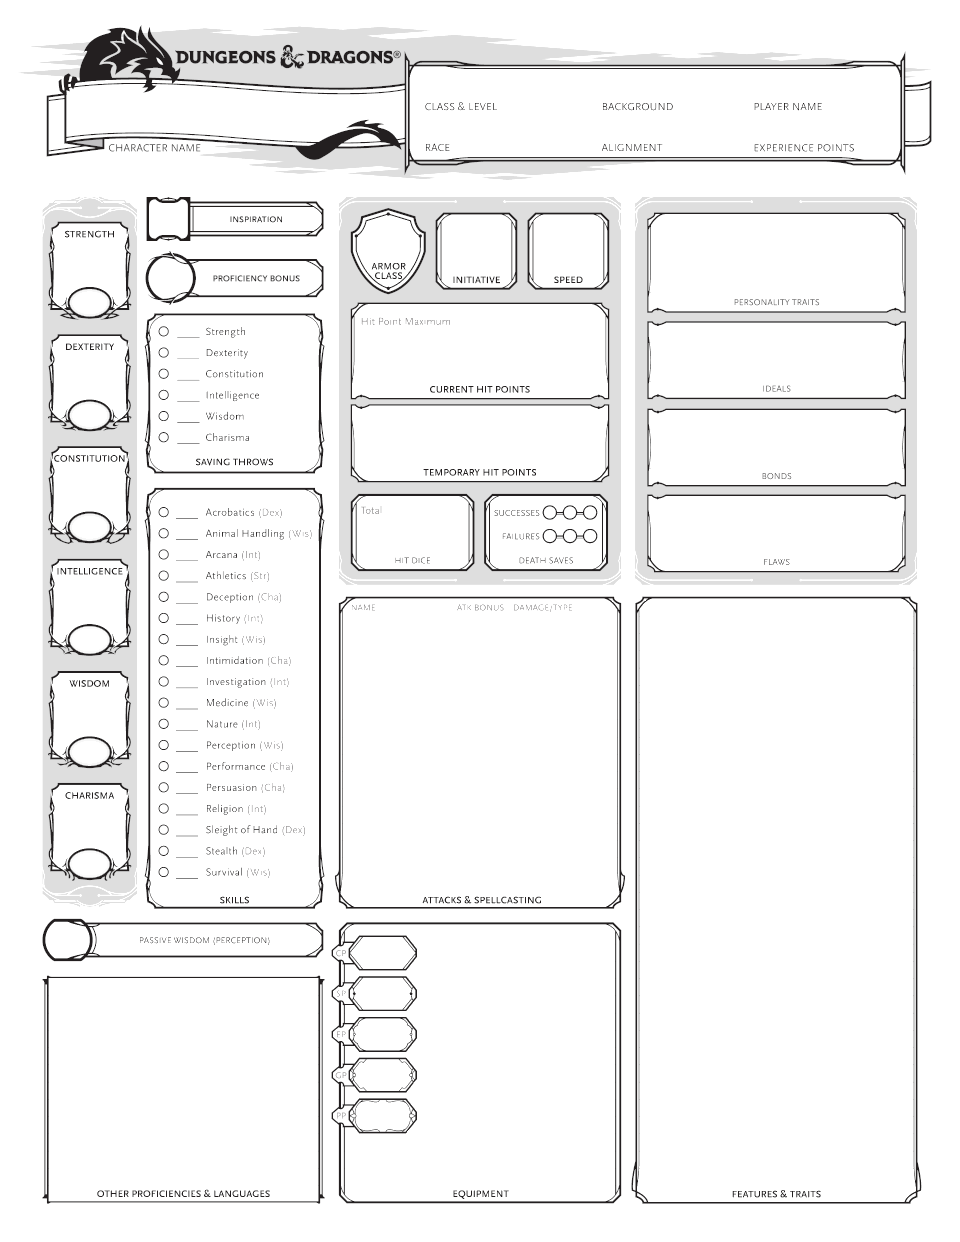 DUNGEONS & DRAGONS®
CHARACTER NAME
CLASS & LEVEL
BACKGROUND
PLAYER NAME
RACE
ALIGNMENT
EXPERIENCE POINTS
STRENGTH
DEXTERITY
CONSTITUTION
INTELLIGENCE
WISDOM
CHARISMA
INSPIRATION
PROFICIENCY BONUS
Strength
Dexterity
Constitution
Intelligence
Wisdom
Charisma
SAVING THROWS
Acrobatics (Dex)
Animal Handling (Wis)
Arcana (Int)
Athletics (Str)
Deception (Cha)
History (Int)
Insight (Wis)
Intimidation (Cha)
Investigation (Int)
Medicine (Wis)
Nature (Int)
Perception (Wis)
Performance (Cha)
Persuasion (Cha)
Religion (Int)
Sleight of Hand (Dex)
Stealth (Dex)
Survival (Wis)
SKILLS
PASSIVE WISDOM (PERCEPTION)
OTHER PROFICIENCIES & LANGUAGES
ARMOR
CLASS
INITIATIVE
SPEED
Hit Point Maximum
CURRENT HIT POINTS
TEMPORARY HIT POINTS
Total
HIT DICE
SUCCESSES
FAILURES
DEATH SAVES
NAME ATK BONUS DAMAGE/TYPE
ATTACKS & SPELLCASTING
CP
SP
EP
GP
PP
EQUIPMENT
PERSONALITY TRAITS
IDEALS
BONDS
FLAWS
FEATURES & TRAITS